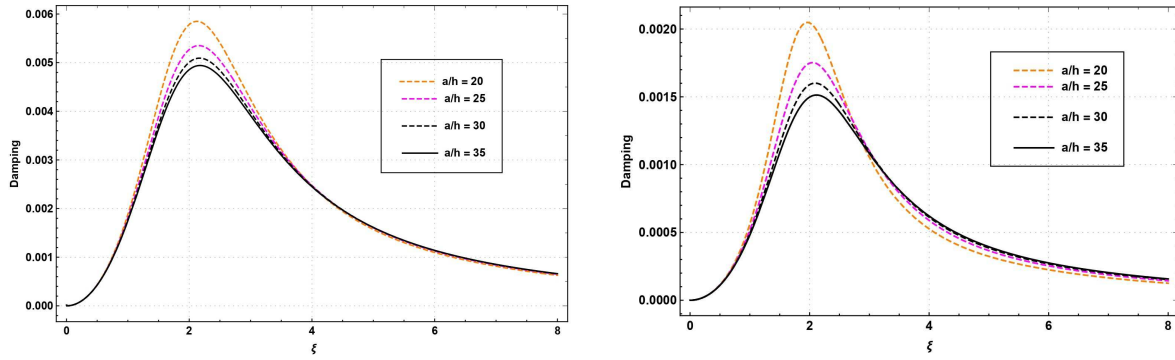 0.006
0.005
0.004
0.003
0.002
0.001
0.000
Damping
0 2 4 6 8
ξ
a/h = 20
a/h = 25
a/h = 30
a/h = 35
0.0020
0.0015
0.0010
0.0005
0.0000
Damping
0 2 4 6 8
ξ
a/h = 20
a/h = 25
a/h = 30
a/h = 35